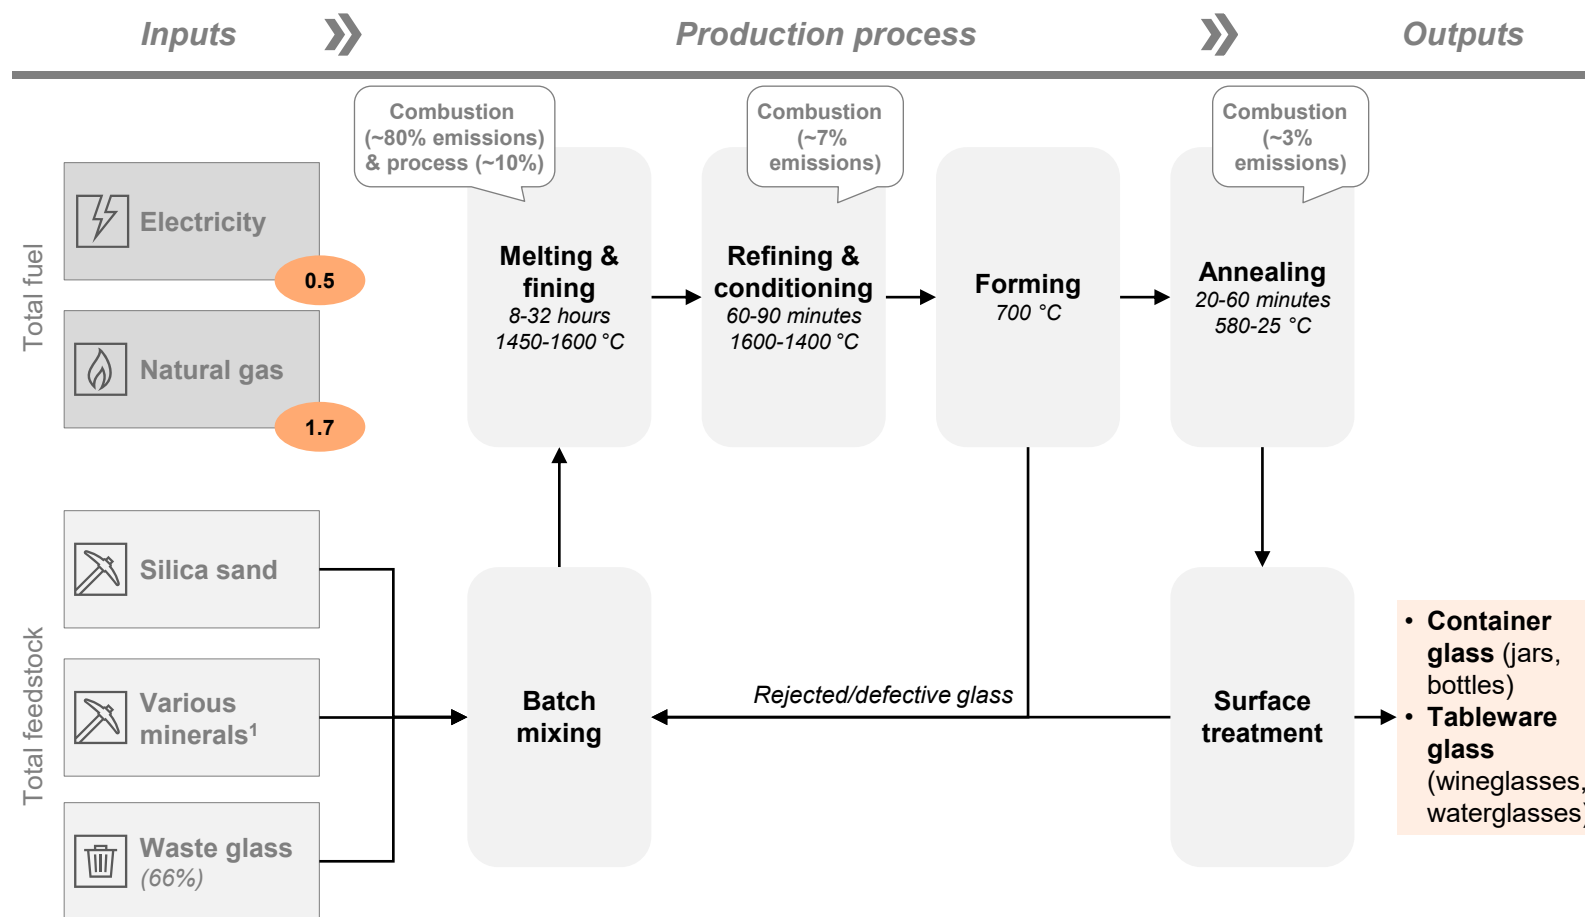 Inputs
Production process
Outputs
Combustion
(~80% emissions)
& process (~10%)
Combustion
(~7%
emissions)
Combustion
(~3%
emissions)
Total fuel
Electricity
0.5
Natural gas
1.7
Melting &
fining
8-32 hours
1450-1600 °C
Refining &
conditioning
60-90 minutes
1600-1400 °C
Forming
700 °C
Annealing
20-60 minutes
580-25 °C
Total feedstock
Silica sand
Various
minerals¹
Waste glass
(66%)
Batch
mixing
Rejected/defective glass
Surface
treatment
• Container
glass (jars,
bottles)
• Tableware
glass
(wineglasses,
waterglasses)